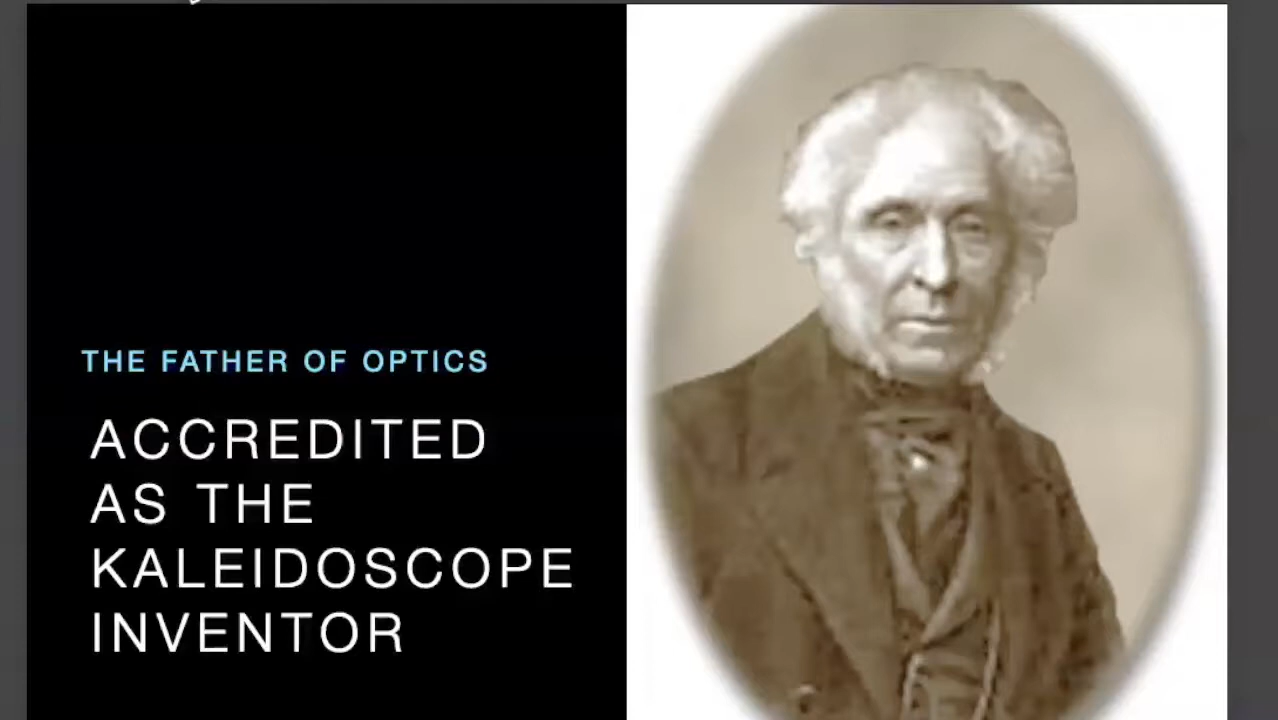 THE FATHER OF OPTICS
ACCREDITED
AS THE
KALEIDOSCOPE
INVENTOR